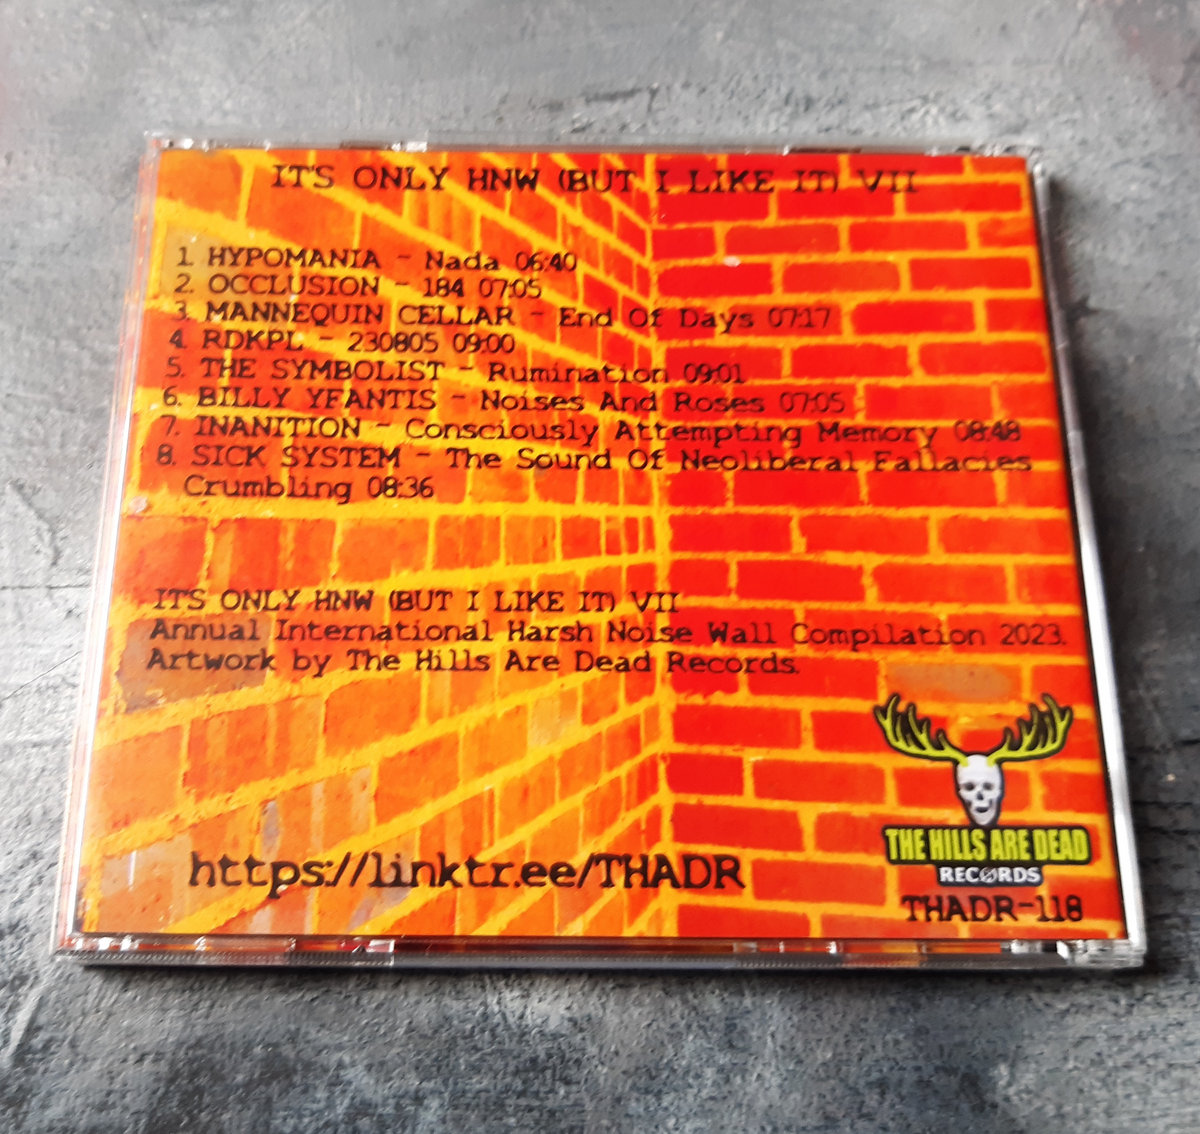 IT'S ONLY HNW (BUT I LIKE IT) VII
1. HYPOMANIA - Nada 06:40
2. OCCLUSION - 184 07:05
3. MANNEQUIN CELLAR - End Of Days 07:17
4. RDKPL - 230805 09:00
5. THE SYMBOLIST - Rumination 09:01
6. BILLY YFANTIS - Noises And Roses 07:05
7. INANITION - Consciously Attempting Memory 08:48
8. SICK SYSTEM - The Sound Of Neoliberal Fallacies
Crumbling 08:36
IT'S ONLY HNW (BUT I LIKE IT) VII
Annual International Harsh Noise Wall Compilation 2023.
Artwork by The Hills Are Dead Records.
https://linktr.ee/THADR
THE HILLS ARE DEAD
RECORDS
THADR-118